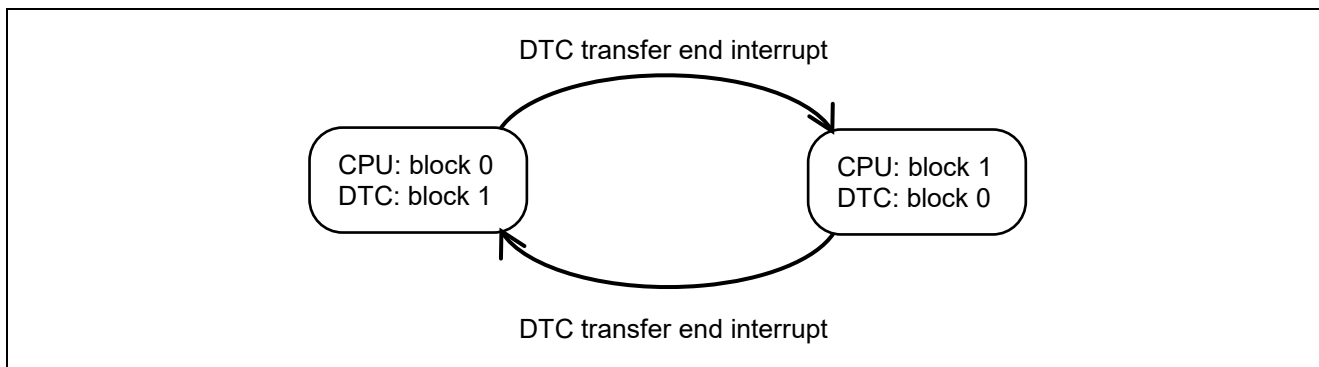 DTC transfer end interrupt
CPU: block 0
DTC: block 1
CPU: block 1
DTC: block 0
DTC transfer end interrupt